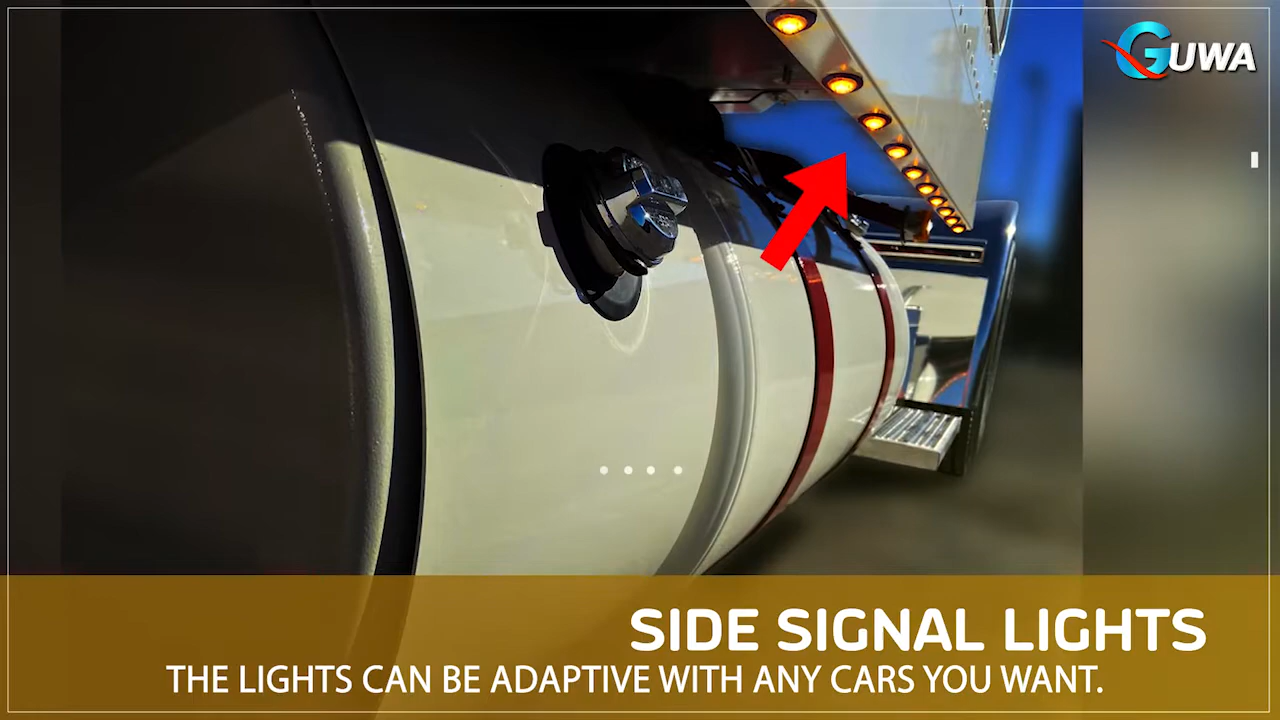 GUWA
SIDE SIGNAL LIGHTS
THE LIGHTS CAN BE ADAPTIVE WITH ANY CARS YOU WANT.